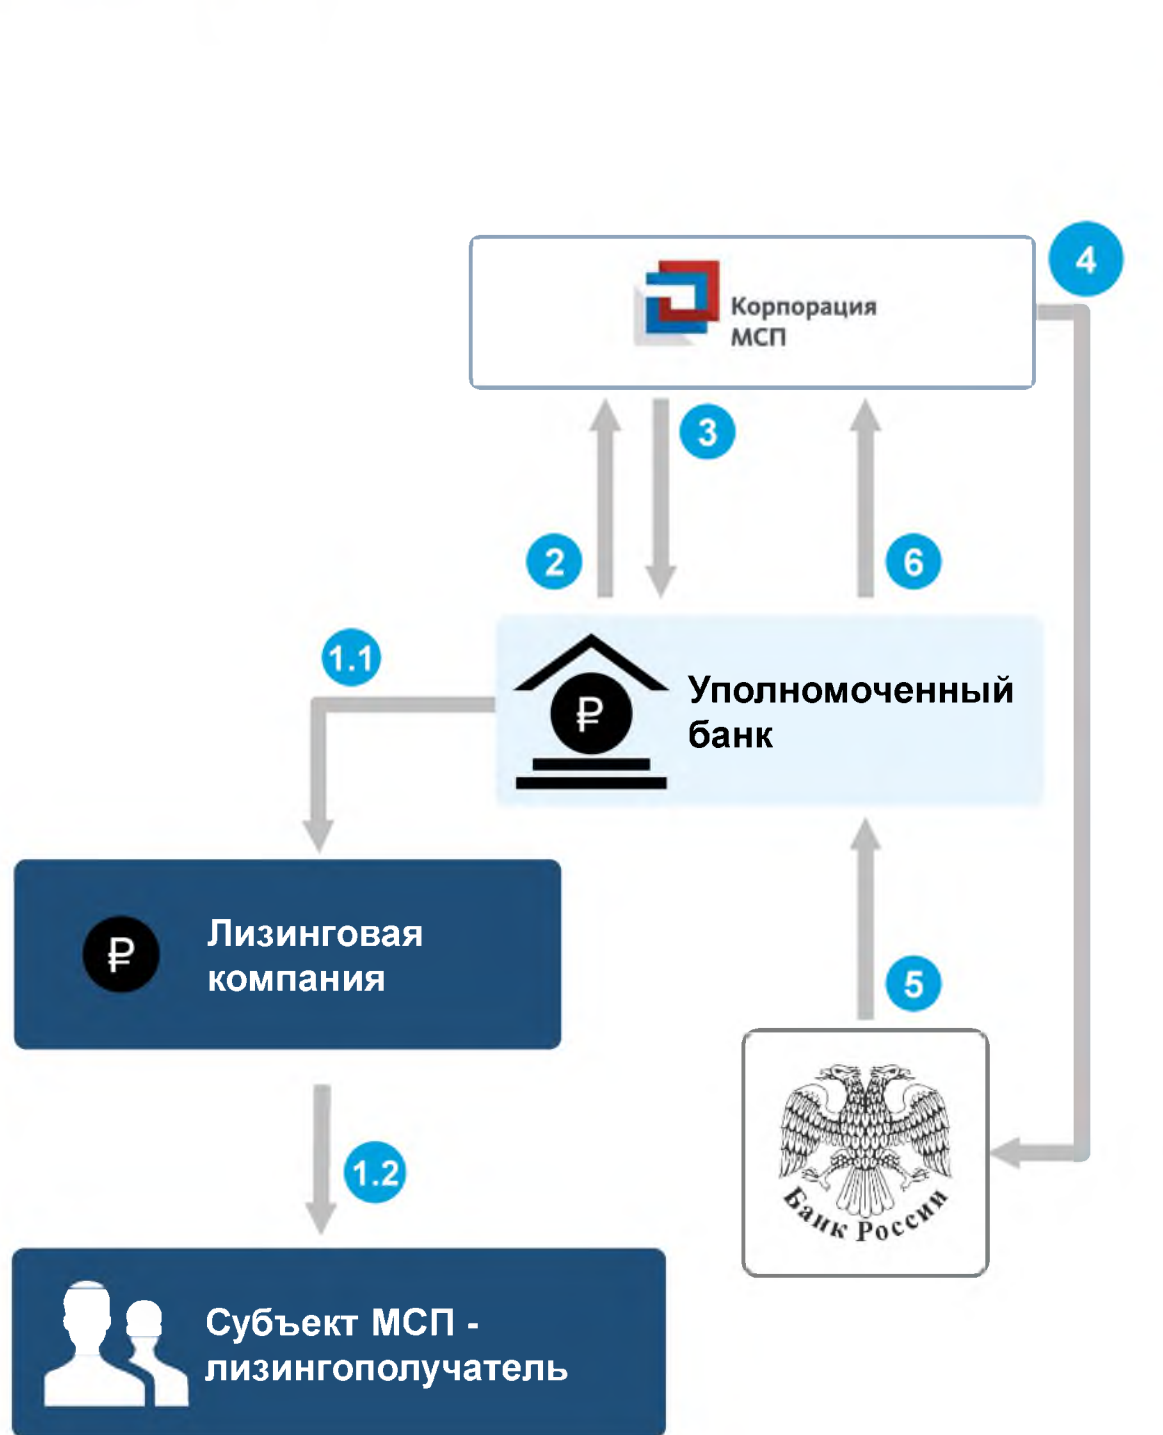 4
Корпорация
МСП
3
2
6
1.1
₽
Уполномоченный
банк
₽
Лизинговая
компания
5
1.2
Банк России
Субъект МСП -
лизингополучатель